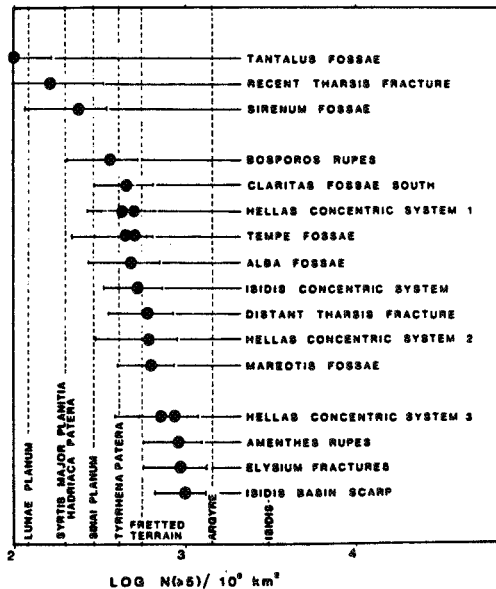 TANTALUS FOSSAE
RECENT THARSIS FRACTURE
SIRENUM FOSSAE
BOSPOROS RUPES
CLARITAS FOSSAE SOUTH
HELLAS CONCENTRIC SYSTEM 1
TEMPE FOSSAE
ALBA FOSSAE
ISIDIS CONCENTRIC SYSTEM
DISTANT THARSIS FRACTURE
HELLAS CONCENTRIC SYSTEM 2
MAREOTIS FOSSAE
HELLAS CONCENTRIC SYSTEM 3
AMENTHES RUPES
ELYSIUM FRACTURES
ISIDIS BASIN SCARP
LUNAE PLANUM
SYRTIS MAJOR PLANITIA
HADRIACA PATERA
SINAI PLANUM
TYRRHENA PATERA
FRETTED
TERRAIN
ARGYRE
ISIDIS
2 3 4
LOG N(≥5)/ 10⁶ km²